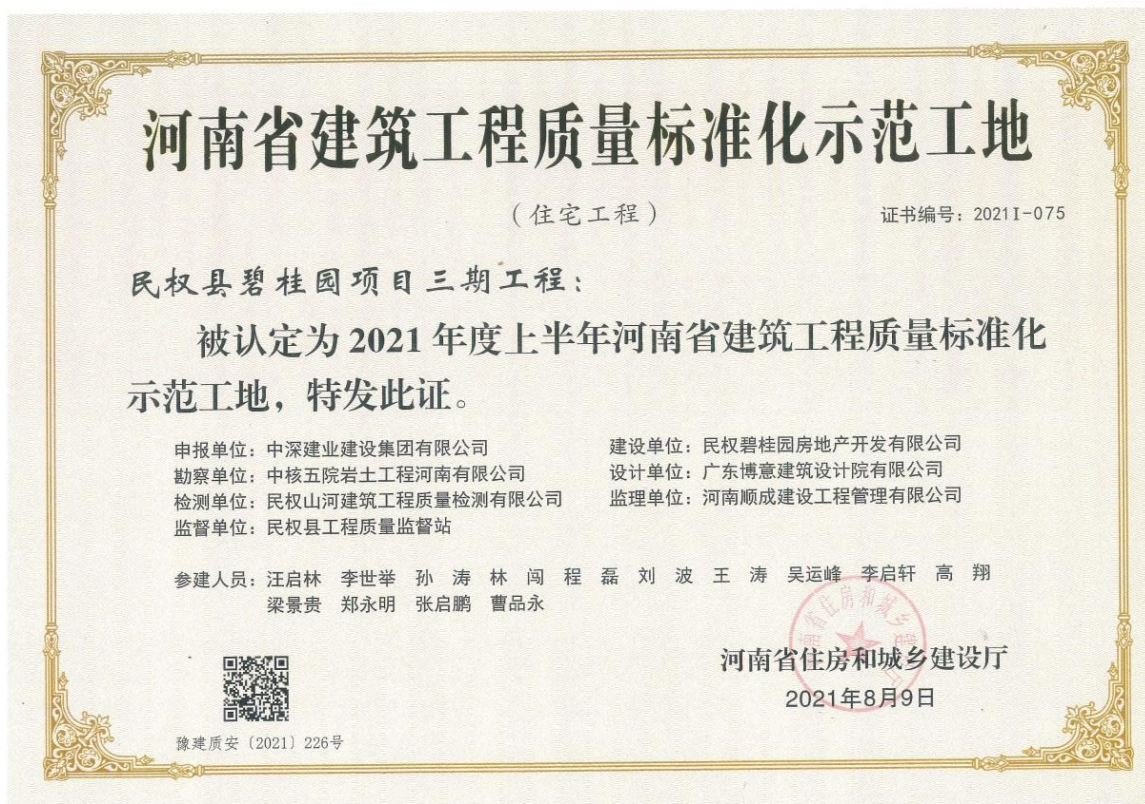 河南省建筑工程质量标准化示范工地
（住宅工程）
证书编号：2021I-075
民权县碧桂园项目三期工程：
被认定为 2021 年度上半年河南省建筑工程质量标准化
示范工地，特发此证。
申报单位：中深建业建设集团有限公司 建设单位：民权碧桂园房地产开发有限公司
勘察单位：中核五院岩土工程河南有限公司 设计单位：广东博意建筑设计院有限公司
检测单位：民权山河建筑工程质量检测有限公司 监理单位：河南顺成建设工程管理有限公司
监督单位：民权县工程质量监督站
参建人员：汪启林 李世举 孙涛 林闯 程磊 刘波 王涛 吴运峰 李启轩 高翔
梁景贵 郑永明 张启鹏 曹品永
河南省住房和城乡建设厅
2021年8月9日
豫建质安〔2021〕226号